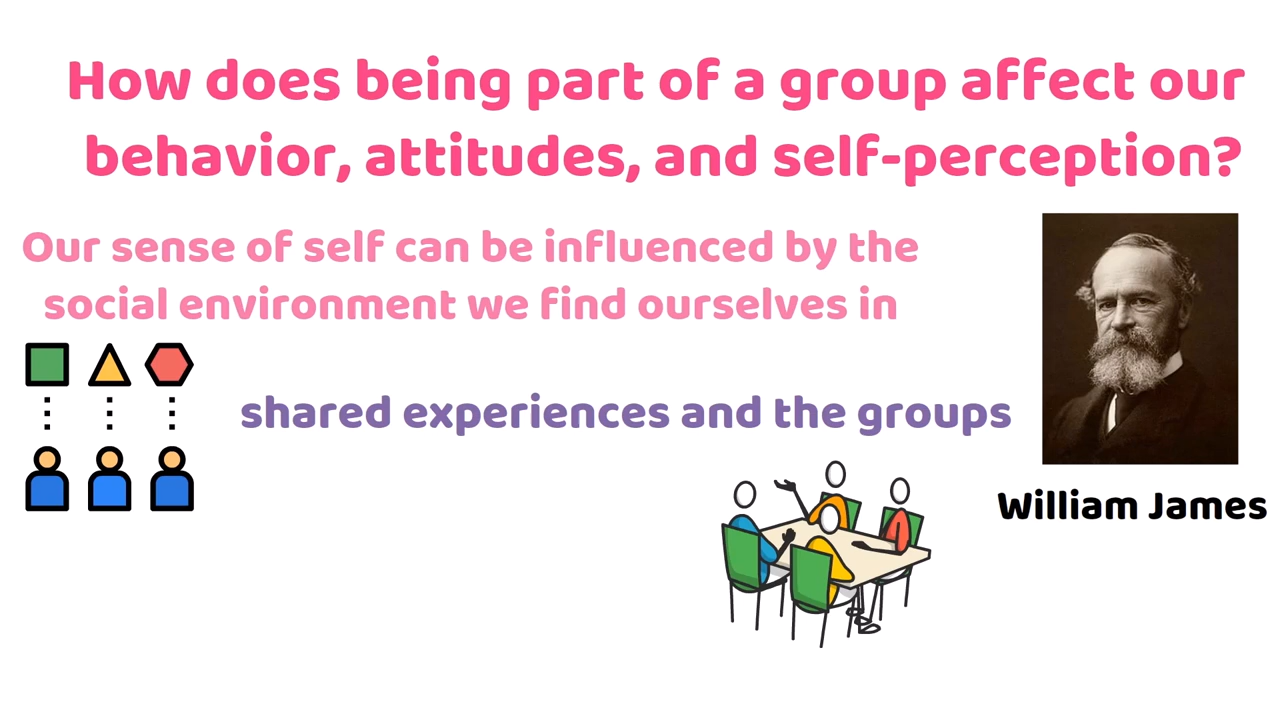 How does being part of a group affect our
behavior, attitudes, and self-perception?
Our sense of self can be influenced by the
social environment we find ourselves in
shared experiences and the groups
William James